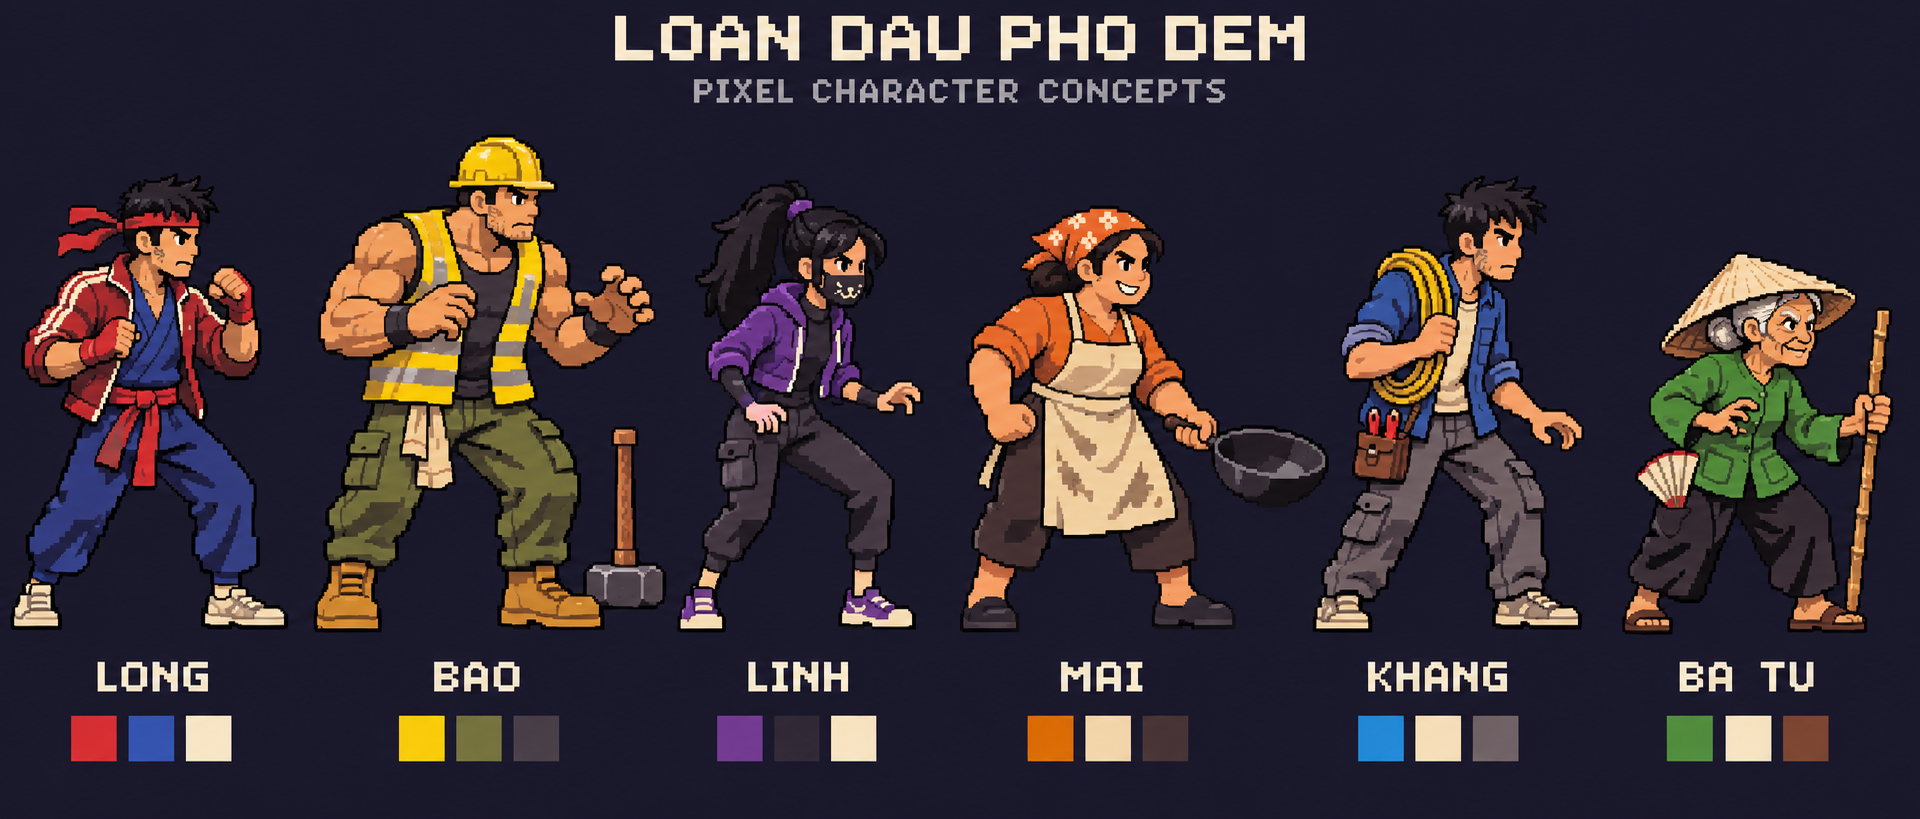 LOAN DAU PHO DEM
PIXEL CHARACTER CONCEPTS
LONG
BAO
LINH
MAI
KHANG
BA TU